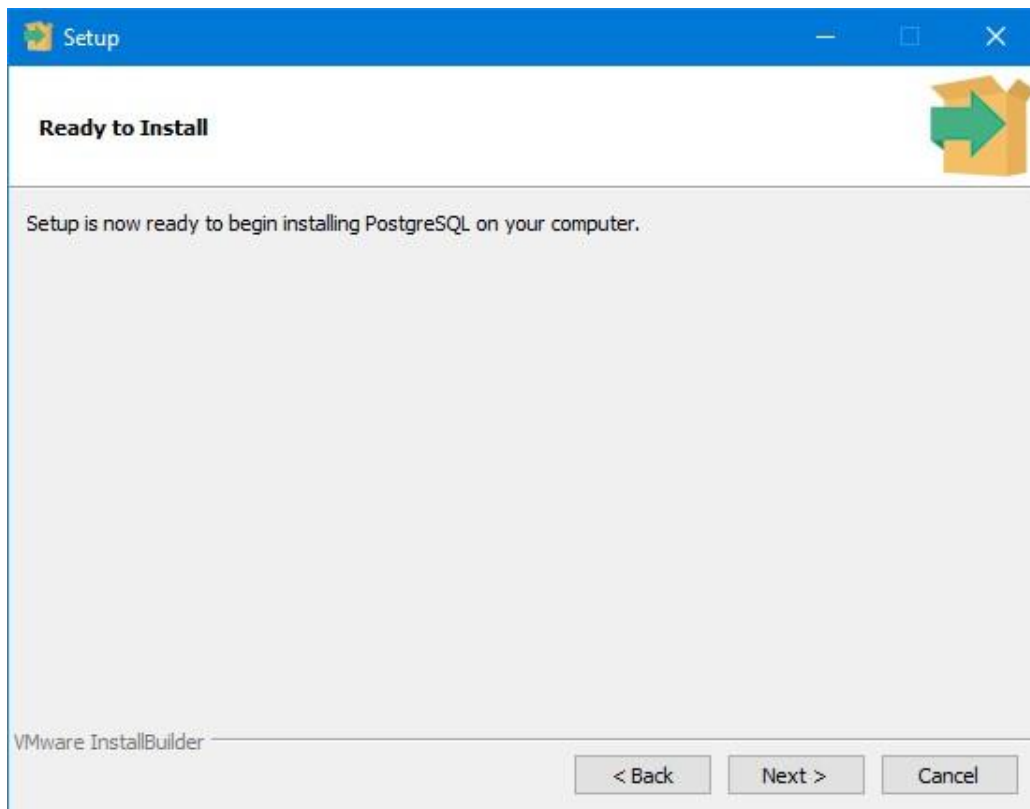 Setup
Ready to Install
Setup is now ready to begin installing PostgreSQL on your computer.
VMware InstallBuilder
< Back
Next >
Cancel